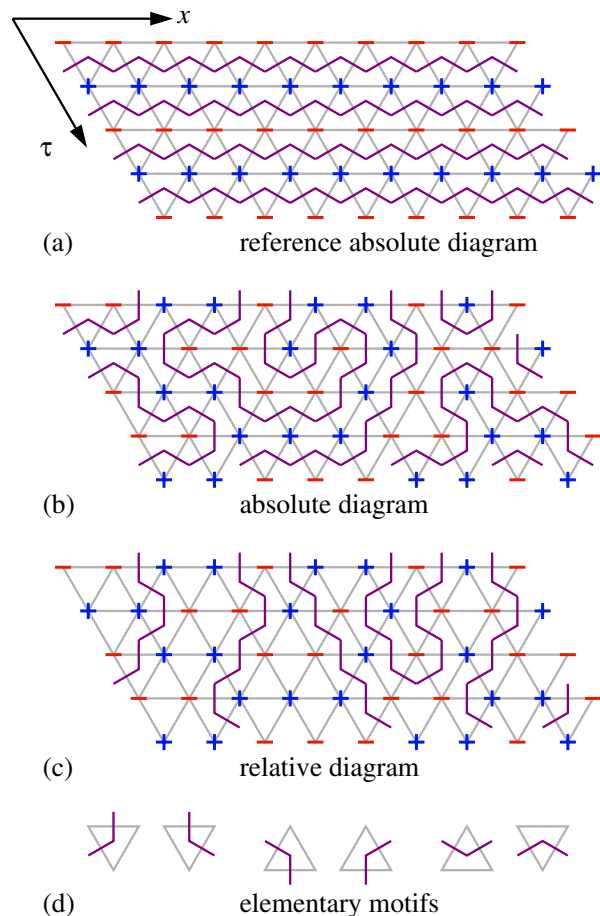 x
τ
(a) reference absolute diagram
(b) absolute diagram
(c) relative diagram
(d) elementary motifs